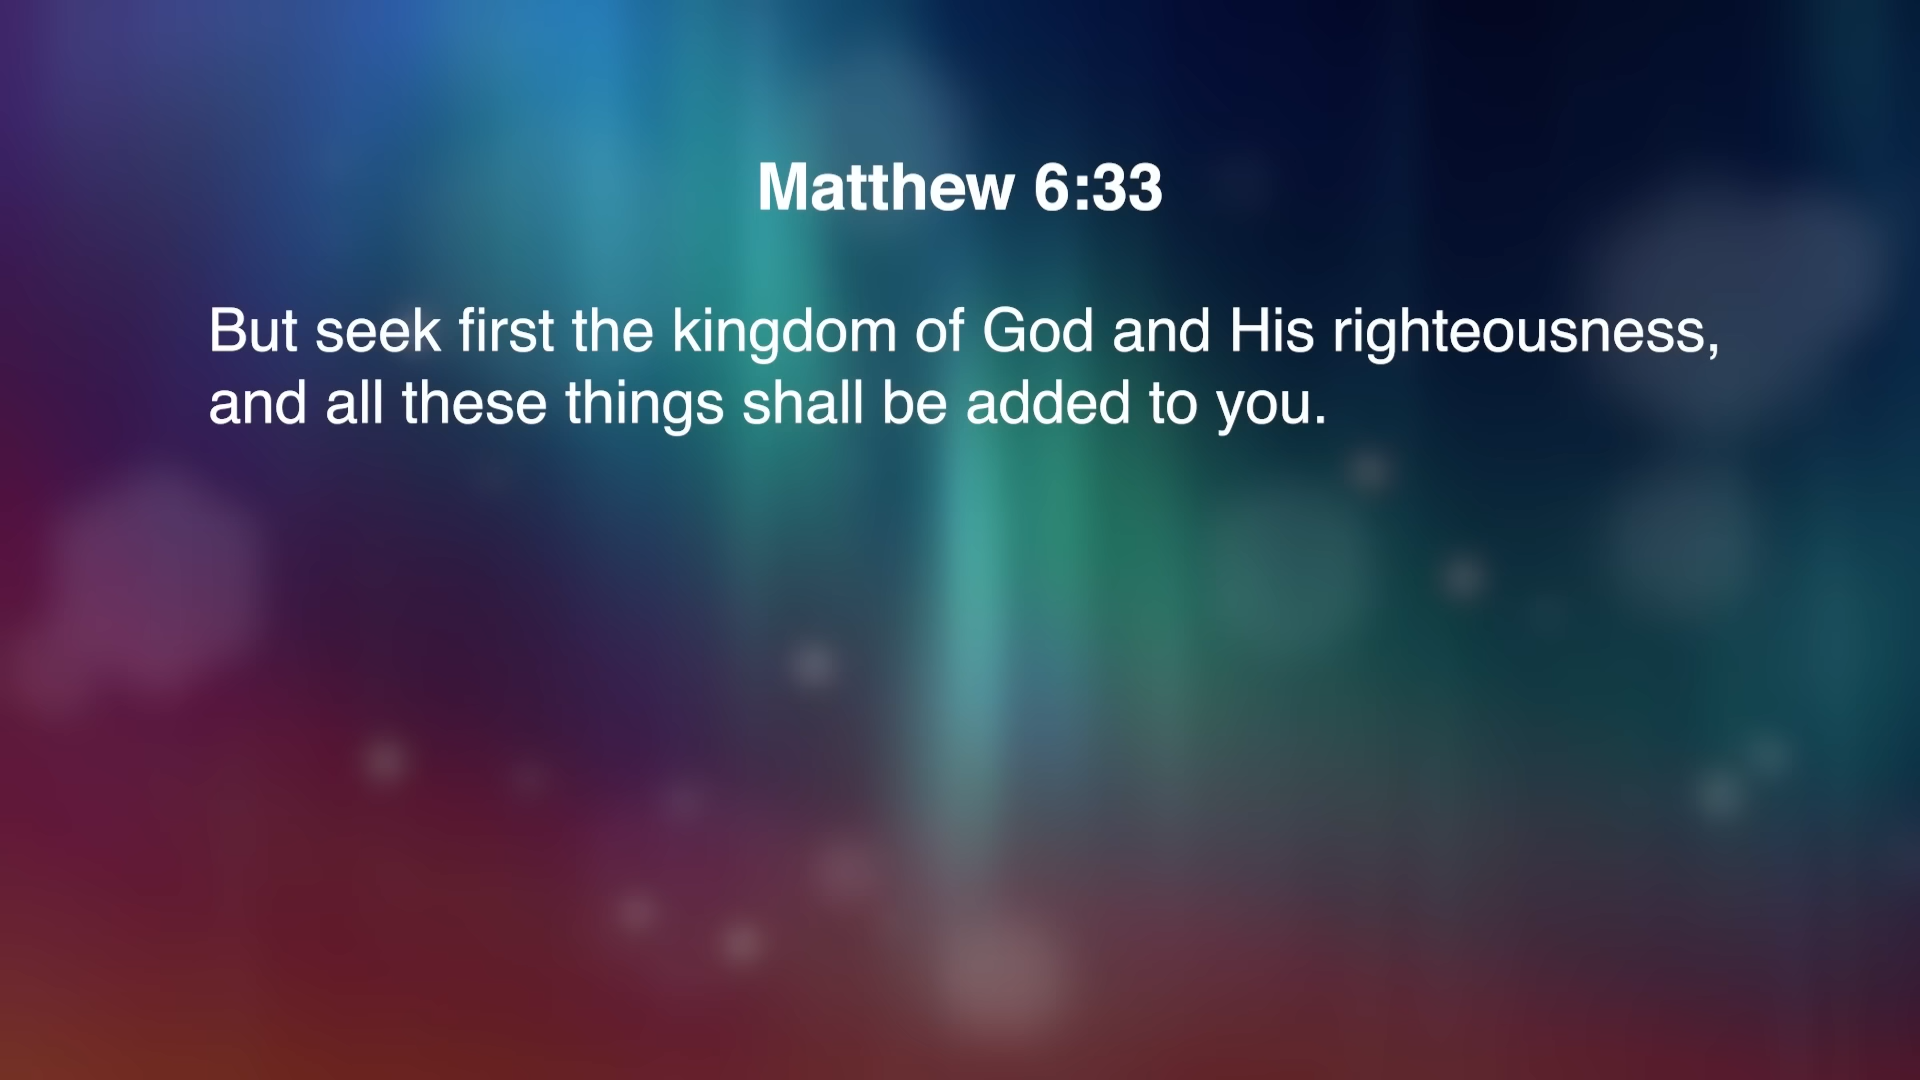 Matthew 6:33
But seek first the kingdom of God and His righteousness,
and all these things shall be added to you.